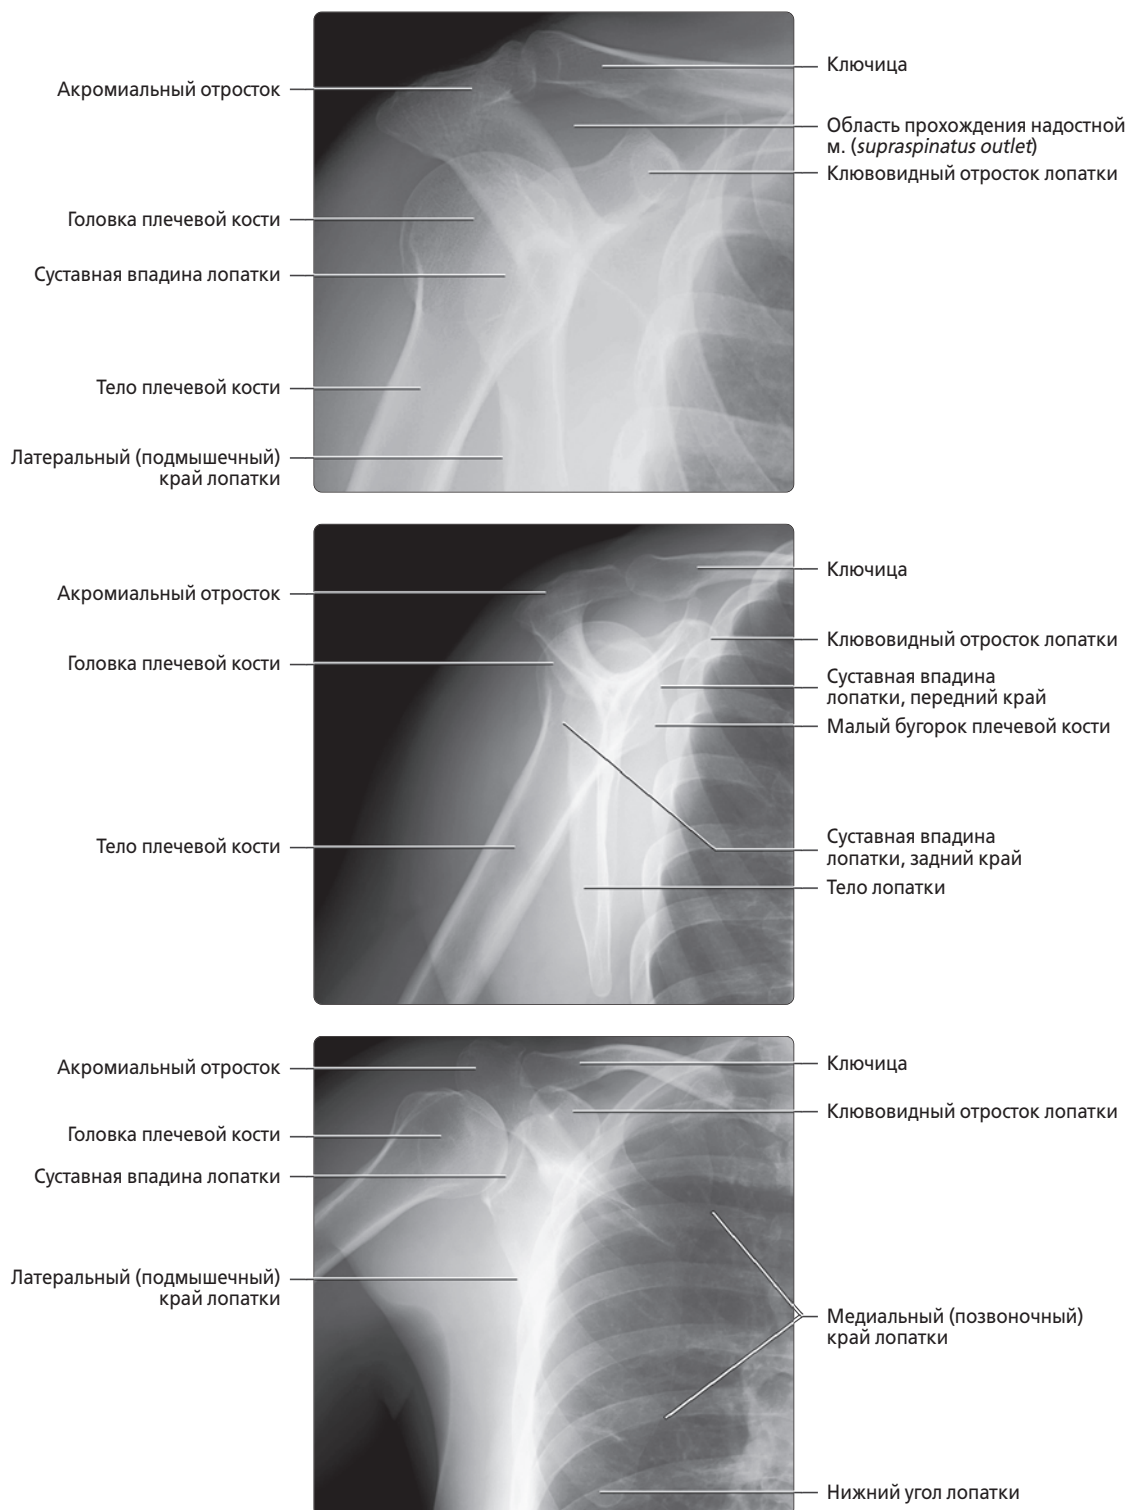 Акромиальный отросток
Головка плечевой кости
Суставная впадина лопатки
Тело плечевой кости
Латеральный (подмышечный)
край лопатки
Ключица
Область прохождения надостной
м. (supraspinatus outlet)
Клювовидный отросток лопатки
Акромиальный отросток
Головка плечевой кости
Тело плечевой кости
Ключица
Клювовидный отросток лопатки
Суставная впадина
лопатки, передний край
Малый бугорок плечевой кости
Суставная впадина
лопатки, задний край
Тело лопатки
Акромиальный отросток
Головка плечевой кости
Суставная впадина лопатки
Латеральный (подмышечный)
край лопатки
Ключица
Клювовидный отросток лопатки
Медиальный (позвоночный)
край лопатки
Нижний угол лопатки